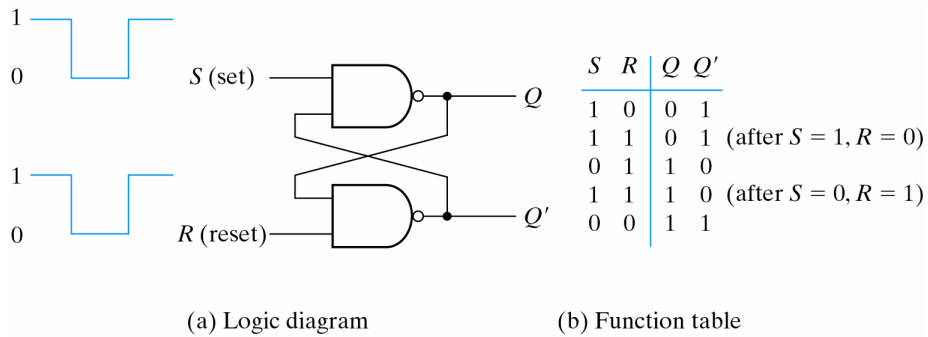 1
0
S (set)
Q
1
0
R (reset)
Q′
S R Q Q′
1 0 0 1
1 1 0 1 (after S = 1, R = 0)
0 1 1 0
1 1 1 0 (after S = 0, R = 1)
0 0 1 1
(a) Logic diagram
(b) Function table